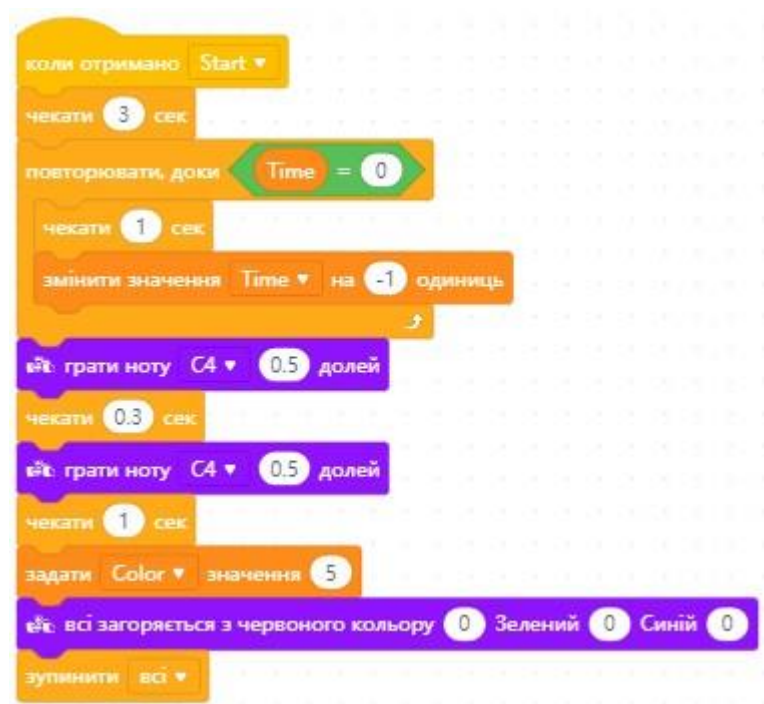 коли отримано Start
чекати 3 сек
повторювати, доки Time = 0
чекати 1 сек
змінити значення Time на -1 одиниць
грати ноту C4 0.5 долей
чекати 0.3 сек
грати ноту C4 0.5 долей
чекати 1 сек
задати Color значення 5
всі загоряється з червоного кольору 0 Зелений 0 Синій 0
зупинити всі